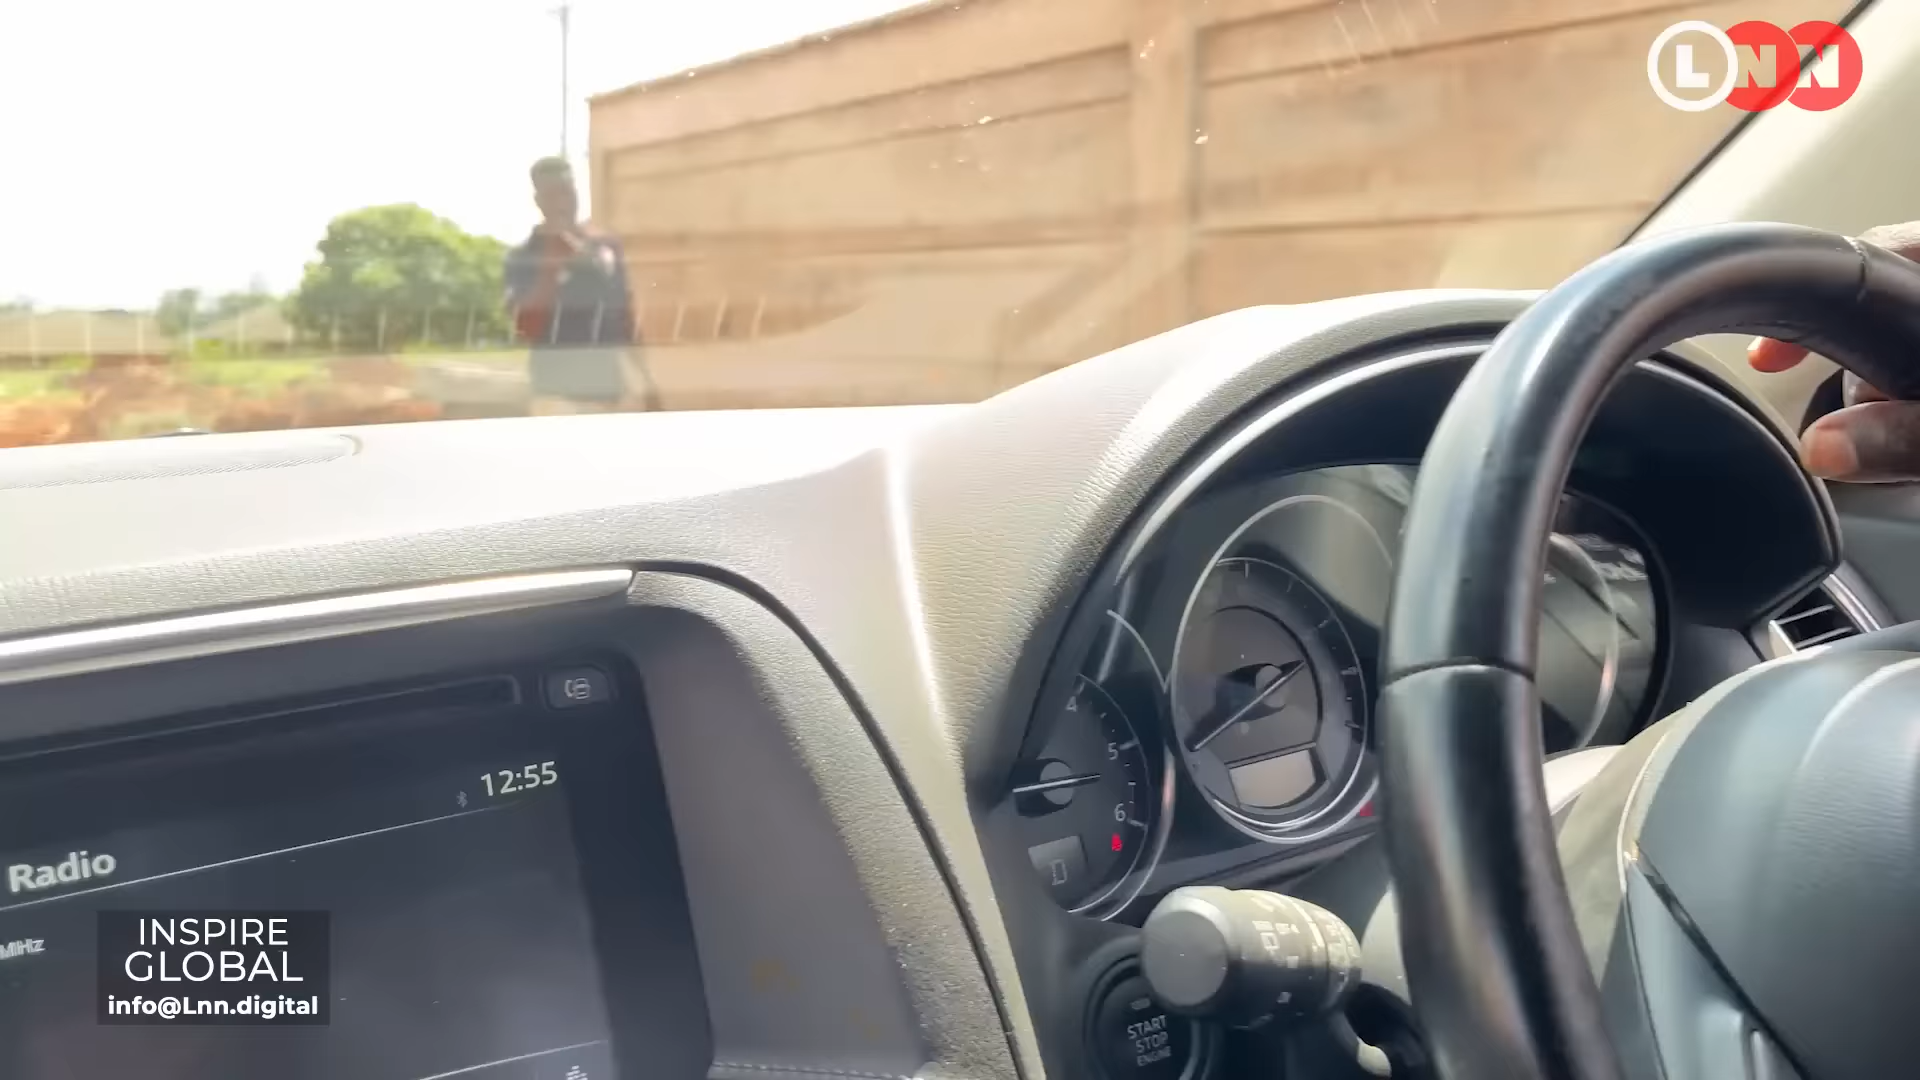 LNN
12:55
Radio
MHz
4
5
6
D
START
STOP
ENGINE
INSPIRE
GLOBAL
info@Lnn.digital